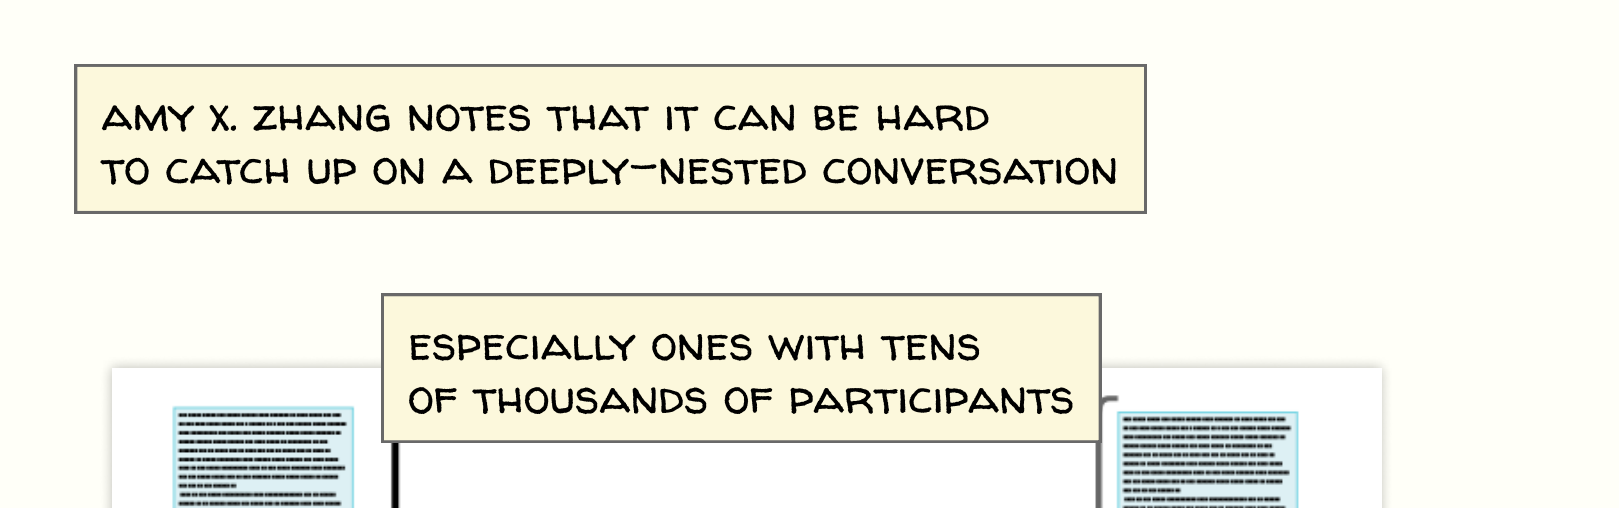 AMY X. ZHANG NOTES THAT IT CAN BE HARD
TO CATCH UP ON A DEEPLY-NESTED CONVERSATION
ESPECIALLY ONES WITH TENS
OF THOUSANDS OF PARTICIPANTS